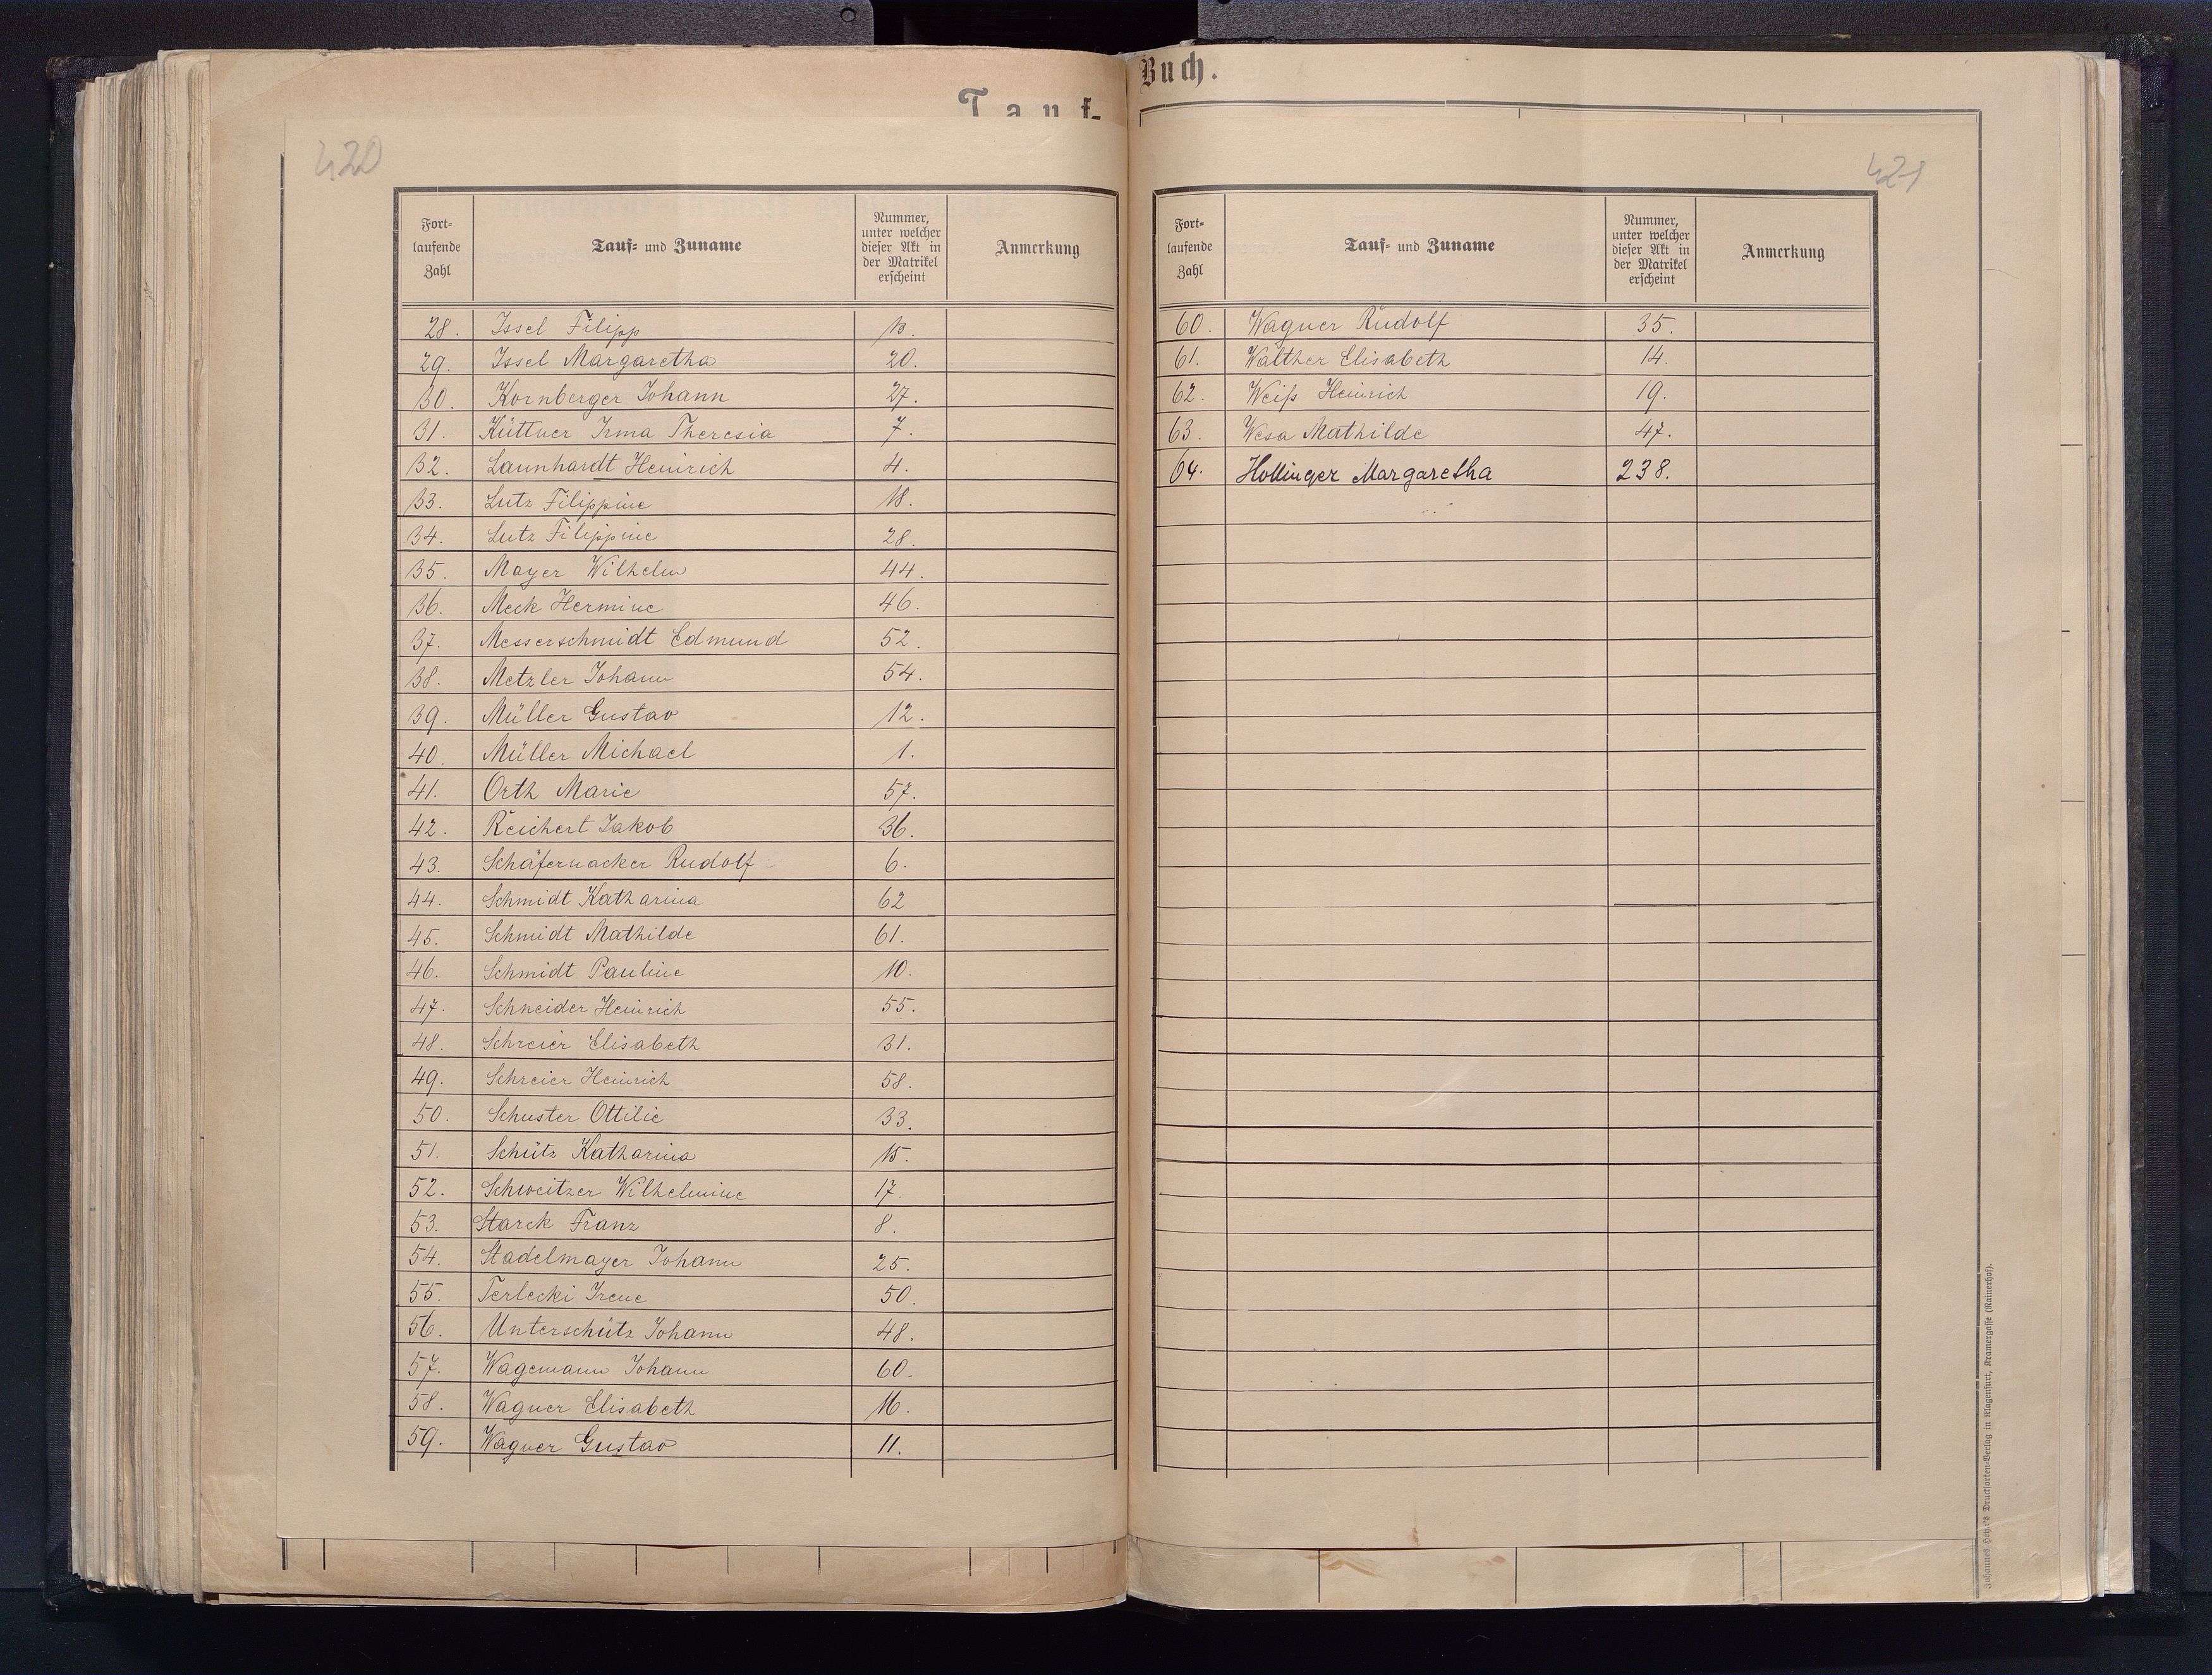 Buch.
Tauf-
420
Fort-
laufende
Zahl
Tauf- und Zuname
Nummer,
unter welcher
dieser Akt in
der Matrikel
erscheint
Anmerkung
28. Issel Filipp 13.
29. Issel Margaretha 20.
30. Kornberger Johann 27.
31. Küttner Irma Theresia 7.
32. Launhardt Heinrich 4.
33. Lutz Filippine 18.
34. Lutz Filippine 28.
35. Mayer Wilhelm 44.
36. Meck Hermine 46.
37. Messerschmidt Edmund 52.
38. Metzler Johann 54.
39. Müller Gustav 12.
40. Müller Michael 1.
41. Orth Marie 57.
42. Reichert Jakob 36.
43. Schäfernacker Rudolf 6.
44. Schmidt Katharina 62
45. Schmidt Mathilde 61.
46. Schmidt Pauline 10.
47. Schneider Heinrich 55.
48. Schreier Elisabeth 31.
49. Schreier Heinrich 58.
50. Schuster Ottilie 33.
51. Schütz Katharina 15.
52. Schweitzer Wilhelmine 17.
53. Starck Franz 8.
54. Stadelmayer Johann 25.
55. Terlecki Irene 50.
56. Unterschütz Johann 48.
57. Wagemann Johann 60.
58. Wagner Elisabeth 16.
59. Wagner Gustav 11.
421
Fort-
laufende
Zahl
Tauf- und Zuname
Nummer,
unter welcher
dieser Akt in
der Matrikel
erscheint
Anmerkung
60. Wagner Rudolf 35.
61. Walther Elisabeth 14.
62. Weiß Heinrich 19.
63. Wesa Mathilde 47.
64. Hollinger Margaretha 238.
Johannes Heyn's Drucksorten-Verlag in Klagenfurt, Kramergasse (Rainerhof).